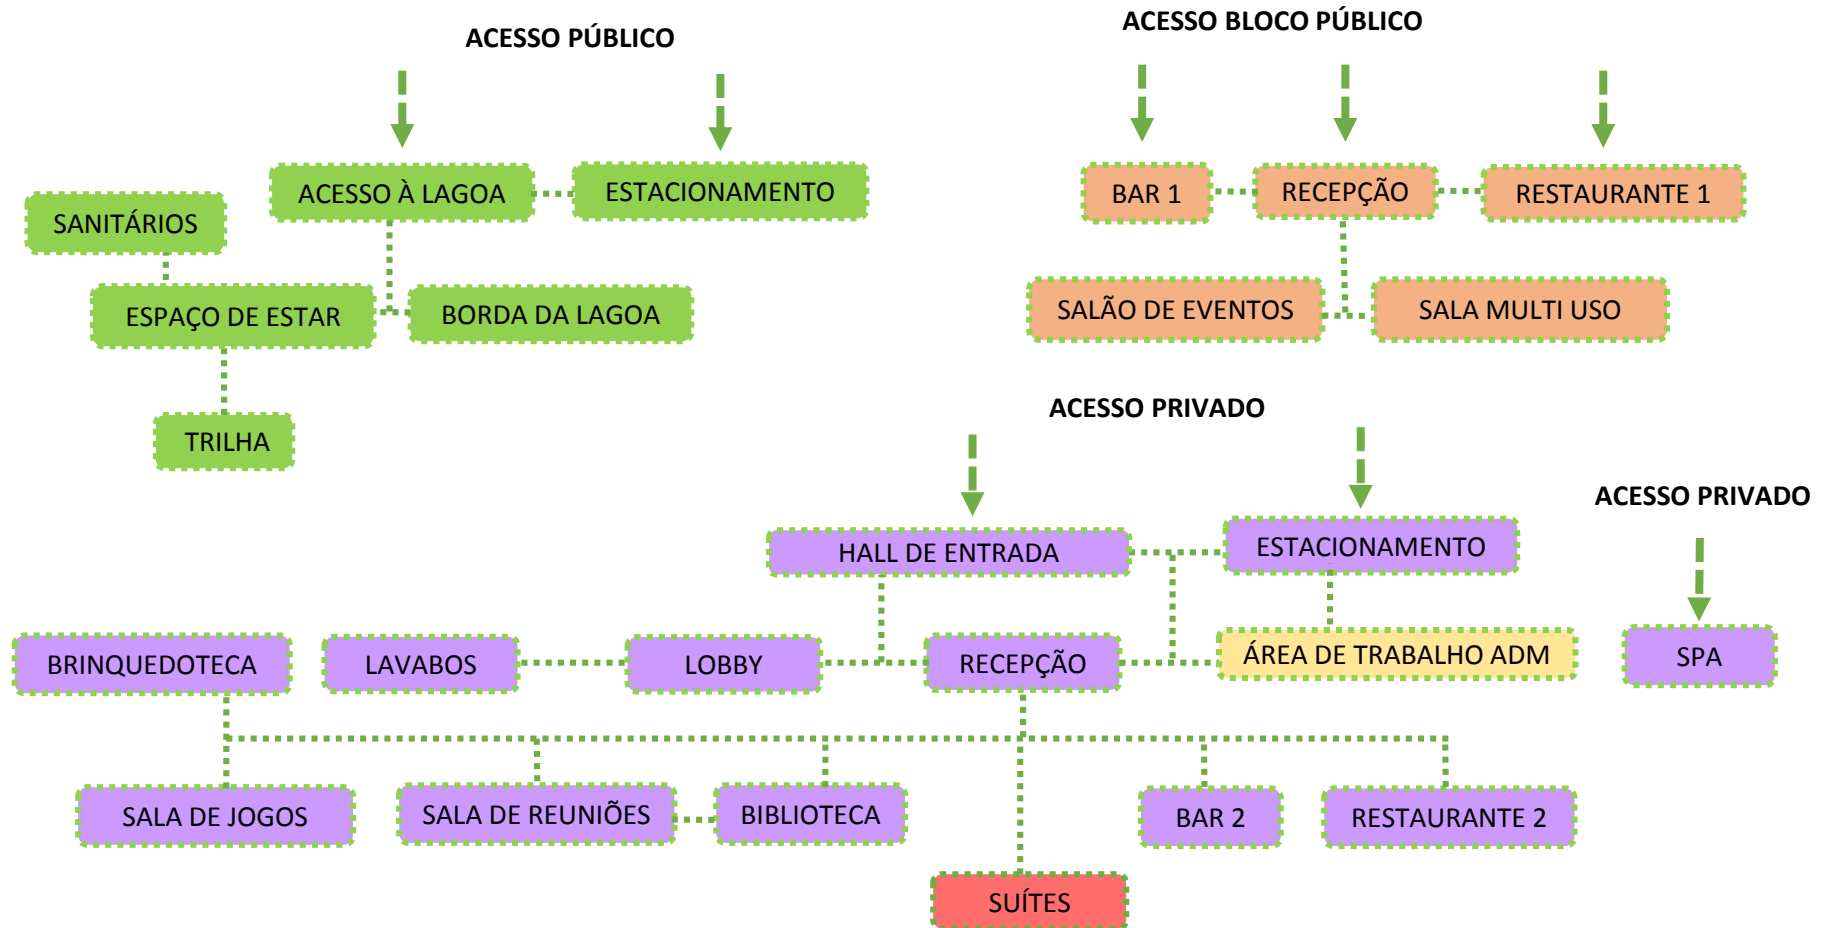 ACESSO PÚBLICO
ACESSO BLOCO PÚBLICO
ACESSO À LAGOA
ESTACIONAMENTO
SANITÁRIOS
ESPAÇO DE ESTAR
BORDA DA LAGOA
TRILHA
BAR 1
RECEPÇÃO
RESTAURANTE 1
SALÃO DE EVENTOS
SALA MULTI USO
ACESSO PRIVADO
ACESSO PRIVADO
HALL DE ENTRADA
ESTACIONAMENTO
BRINQUEDOTECA
LAVABOS
LOBBY
RECEPÇÃO
ÁREA DE TRABALHO ADM
SPA
SALA DE JOGOS
SALA DE REUNIÕES
BIBLIOTECA
BAR 2
RESTAURANTE 2
SUÍTES